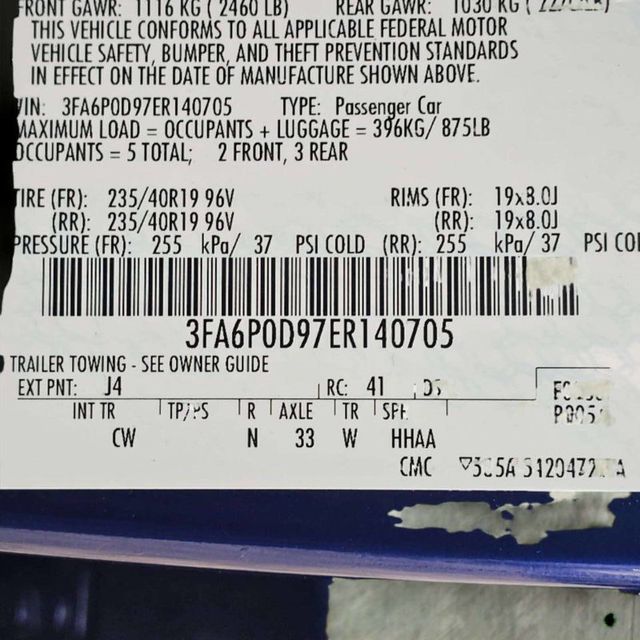 FRONT GAWR: 1116 KG ( 2460 LB) REAR GAWR: 1030 KG (
THIS VEHICLE CONFORMS TO ALL APPLICABLE FEDERAL MOTOR
VEHICLE SAFETY, BUMPER, AND THEFT PREVENTION STANDARDS
IN EFFECT ON THE DATE OF MANUFACTURE SHOWN ABOVE.
VIN: 3FA6P0D97ER140705 TYPE: Passenger Car
MAXIMUM LOAD = OCCUPANTS + LUGGAGE = 396KG/ 875LB
OCCUPANTS = 5 TOTAL; 2 FRONT, 3 REAR
TIRE (FR): 235/40R19 96V RIMS (FR): 19x8.0J
(RR): 235/40R19 96V (RR): 19x8.0J
PRESSURE (FR): 255 kPa/ 37 PSI COLD (RR): 255 kPa/ 37 PSI COL
3FA6P0D97ER140705
TRAILER TOWING - SEE OWNER GUIDE
EXT PNT: J4 RC: 41
INT TR TP/PS R AXLE TR SPR
CW N 33 W HHAA
CMC